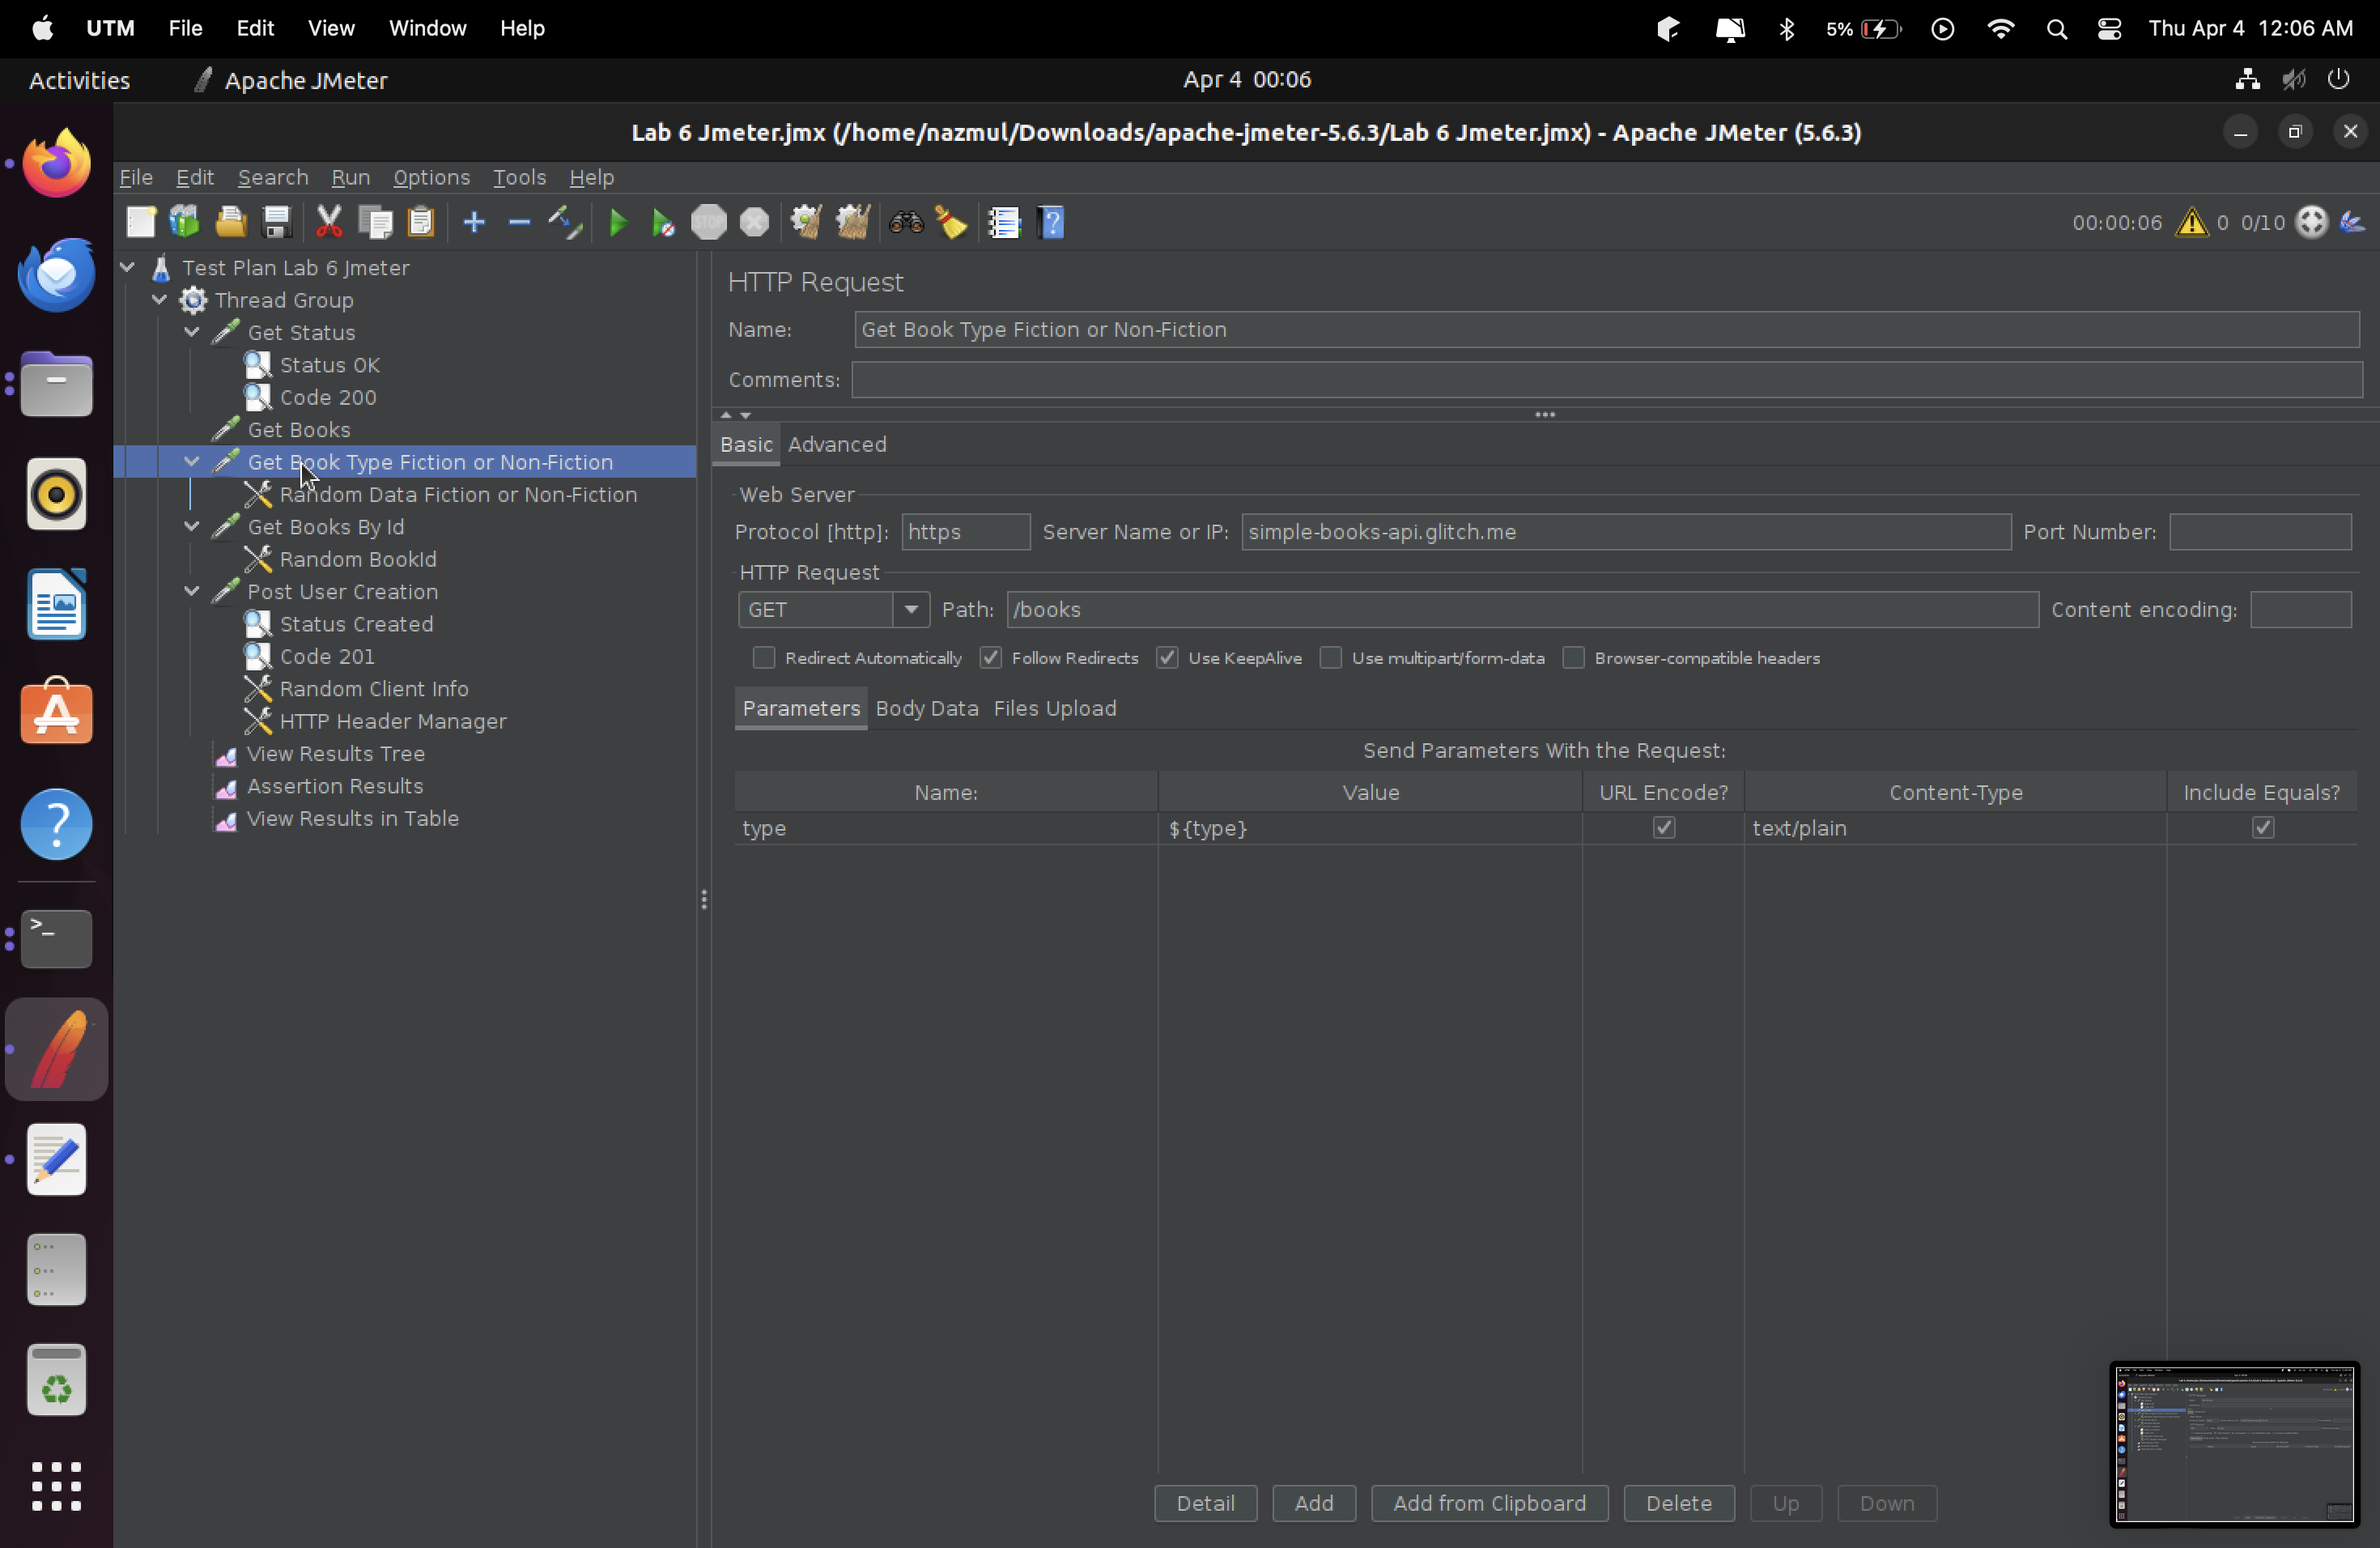 UTM File Edit View Window Help 5% Thu Apr 4 12:06 AM
Activities Apache JMeter Apr 4 00:06
Lab 6 Jmeter.jmx (/home/nazmul/Downloads/apache-jmeter-5.6.3/Lab 6 Jmeter.jmx) - Apache JMeter (5.6.3)
File Edit Search Run Options Tools Help
STOP 00:00:06 0 0/10
Test Plan Lab 6 Jmeter
Thread Group
Get Status
Status OK
Code 200
Get Books
Get Book Type Fiction or Non-Fiction
Random Data Fiction or Non-Fiction
Get Books By Id
Random BookId
Post User Creation
Status Created
Code 201
Random Client Info
HTTP Header Manager
View Results Tree
Assertion Results
View Results in Table
HTTP Request
Name: Get Book Type Fiction or Non-Fiction
Comments:
Basic Advanced
Web Server
Protocol [http]: https Server Name or IP: simple-books-api.glitch.me Port Number:
HTTP Request
GET Path: /books Content encoding:
Redirect Automatically Follow Redirects Use KeepAlive Use multipart/form-data Browser-compatible headers
Parameters Body Data Files Upload
Send Parameters With the Request:
Name: Value URL Encode? Content-Type Include Equals?
type ${type} text/plain
Detail Add Add from Clipboard Delete Up Down